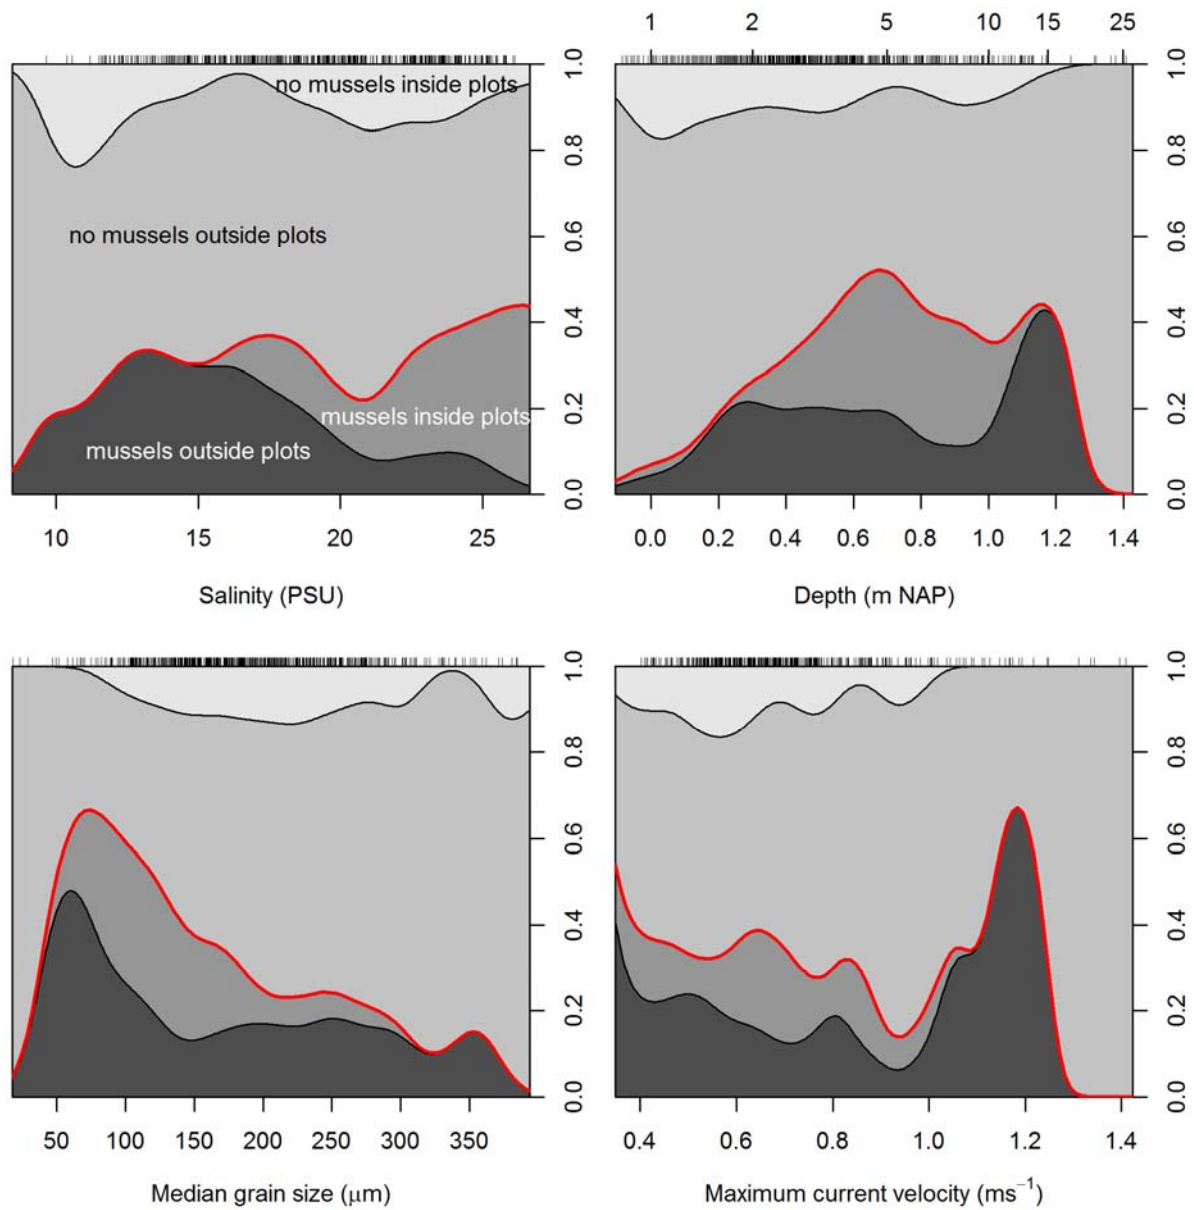 1 2 5 10 15 25
no mussels inside plots
no mussels outside plots
mussels inside plots
mussels outside plots
0.0 0.2 0.4 0.6 0.8 1.0
0.0 0.2 0.4 0.6 0.8 1.0
10 15 20 25
0.0 0.2 0.4 0.6 0.8 1.0 1.2 1.4
Salinity (PSU)
Depth (m NAP)
0.0 0.2 0.4 0.6 0.8 1.0
0.0 0.2 0.4 0.6 0.8 1.0
50 100 150 200 250 300 350
0.4 0.6 0.8 1.0 1.2 1.4
Median grain size (μm)
Maximum current velocity (ms⁻¹)